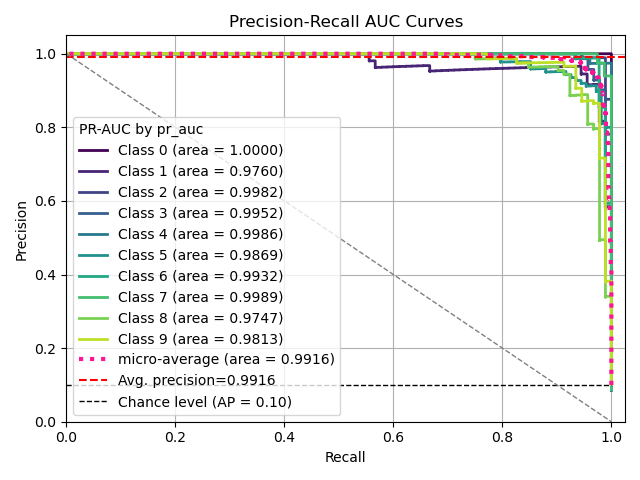 Precision-Recall AUC Curves
Precision
1.0
0.8
0.6
0.4
0.2
0.0
PR-AUC by pr_auc
Class 0 (area = 1.0000)
Class 1 (area = 0.9760)
Class 2 (area = 0.9982)
Class 3 (area = 0.9952)
Class 4 (area = 0.9986)
Class 5 (area = 0.9869)
Class 6 (area = 0.9932)
Class 7 (area = 0.9989)
Class 8 (area = 0.9747)
Class 9 (area = 0.9813)
micro-average (area = 0.9916)
Avg. precision=0.9916
Chance level (AP = 0.10)
0.0 0.2 0.4 0.6 0.8 1.0
Recall